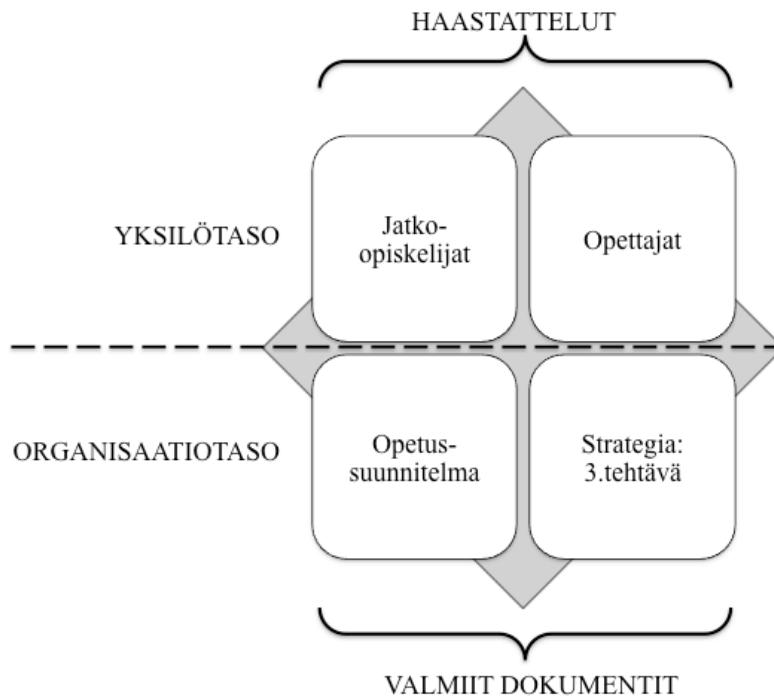 HAASTATTELUT
YKSILÖTASO
Jatko-
opiskelijat
Opettajat
ORGANISAATIOTASO
Opetus-
suunnitelma
Strategia:
3.tehtävä
VALMIIT DOKUMENTIT